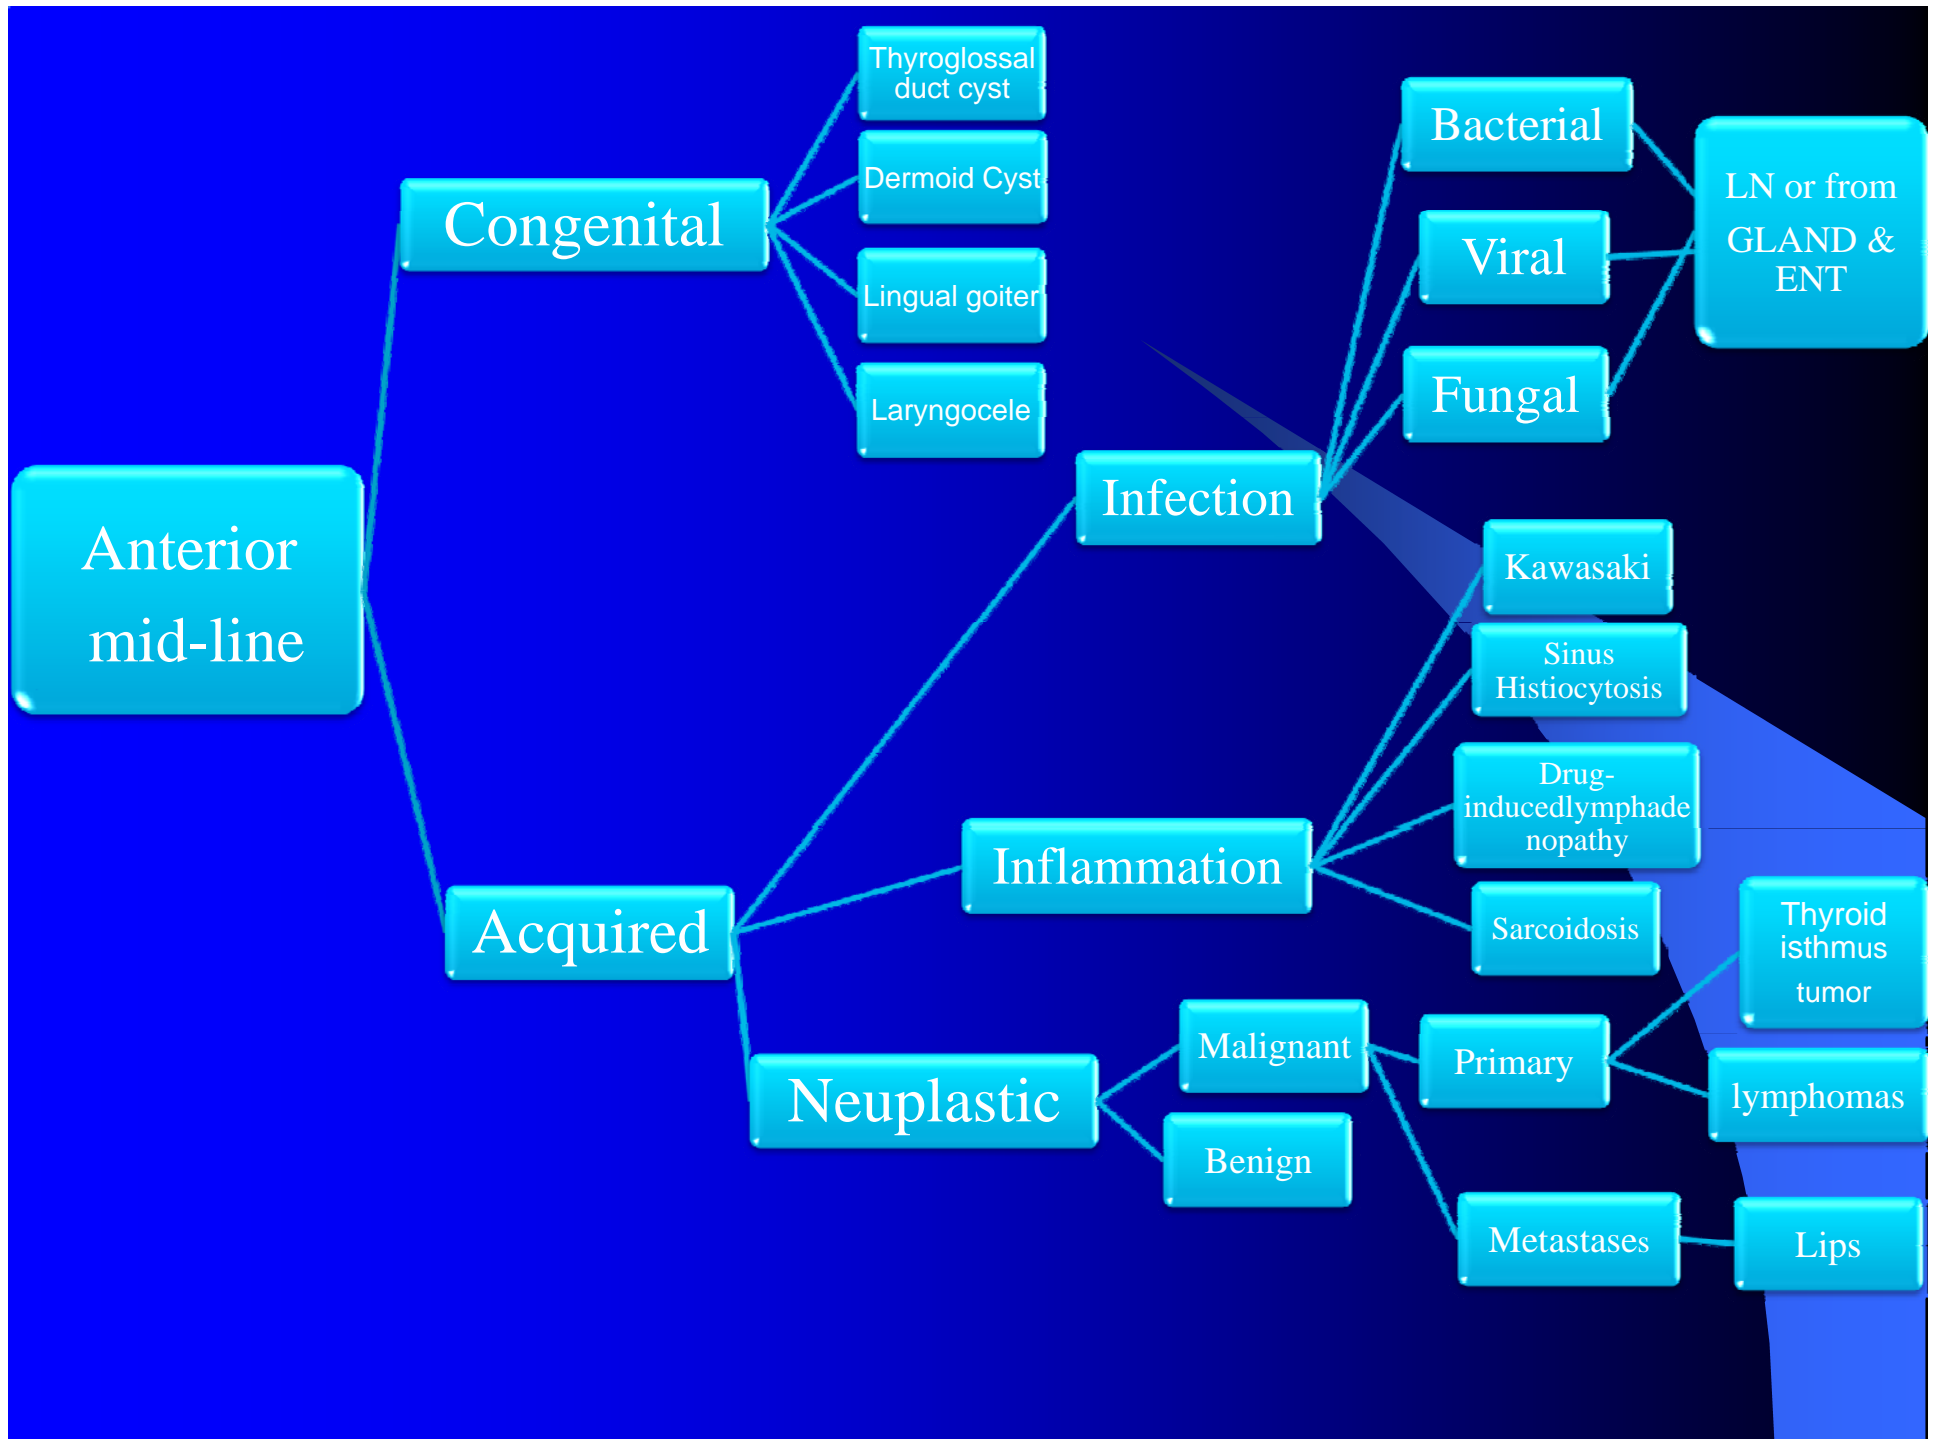 Anterior
mid-line
Congenital
Thyroglossal
duct cyst
Dermoid Cyst
Lingual goiter
Laryngocele
Acquired
Infection
Bacterial
Viral
Fungal
LN or from
GLAND &
ENT
Inflammation
Kawasaki
Sinus
Histiocytosis
Drug-
inducedlymphade
nopathy
Sarcoidosis
Neuplastic
Malignant
Primary
Thyroid
isthmus
tumor
lymphomas
Metastases
Lips
Benign